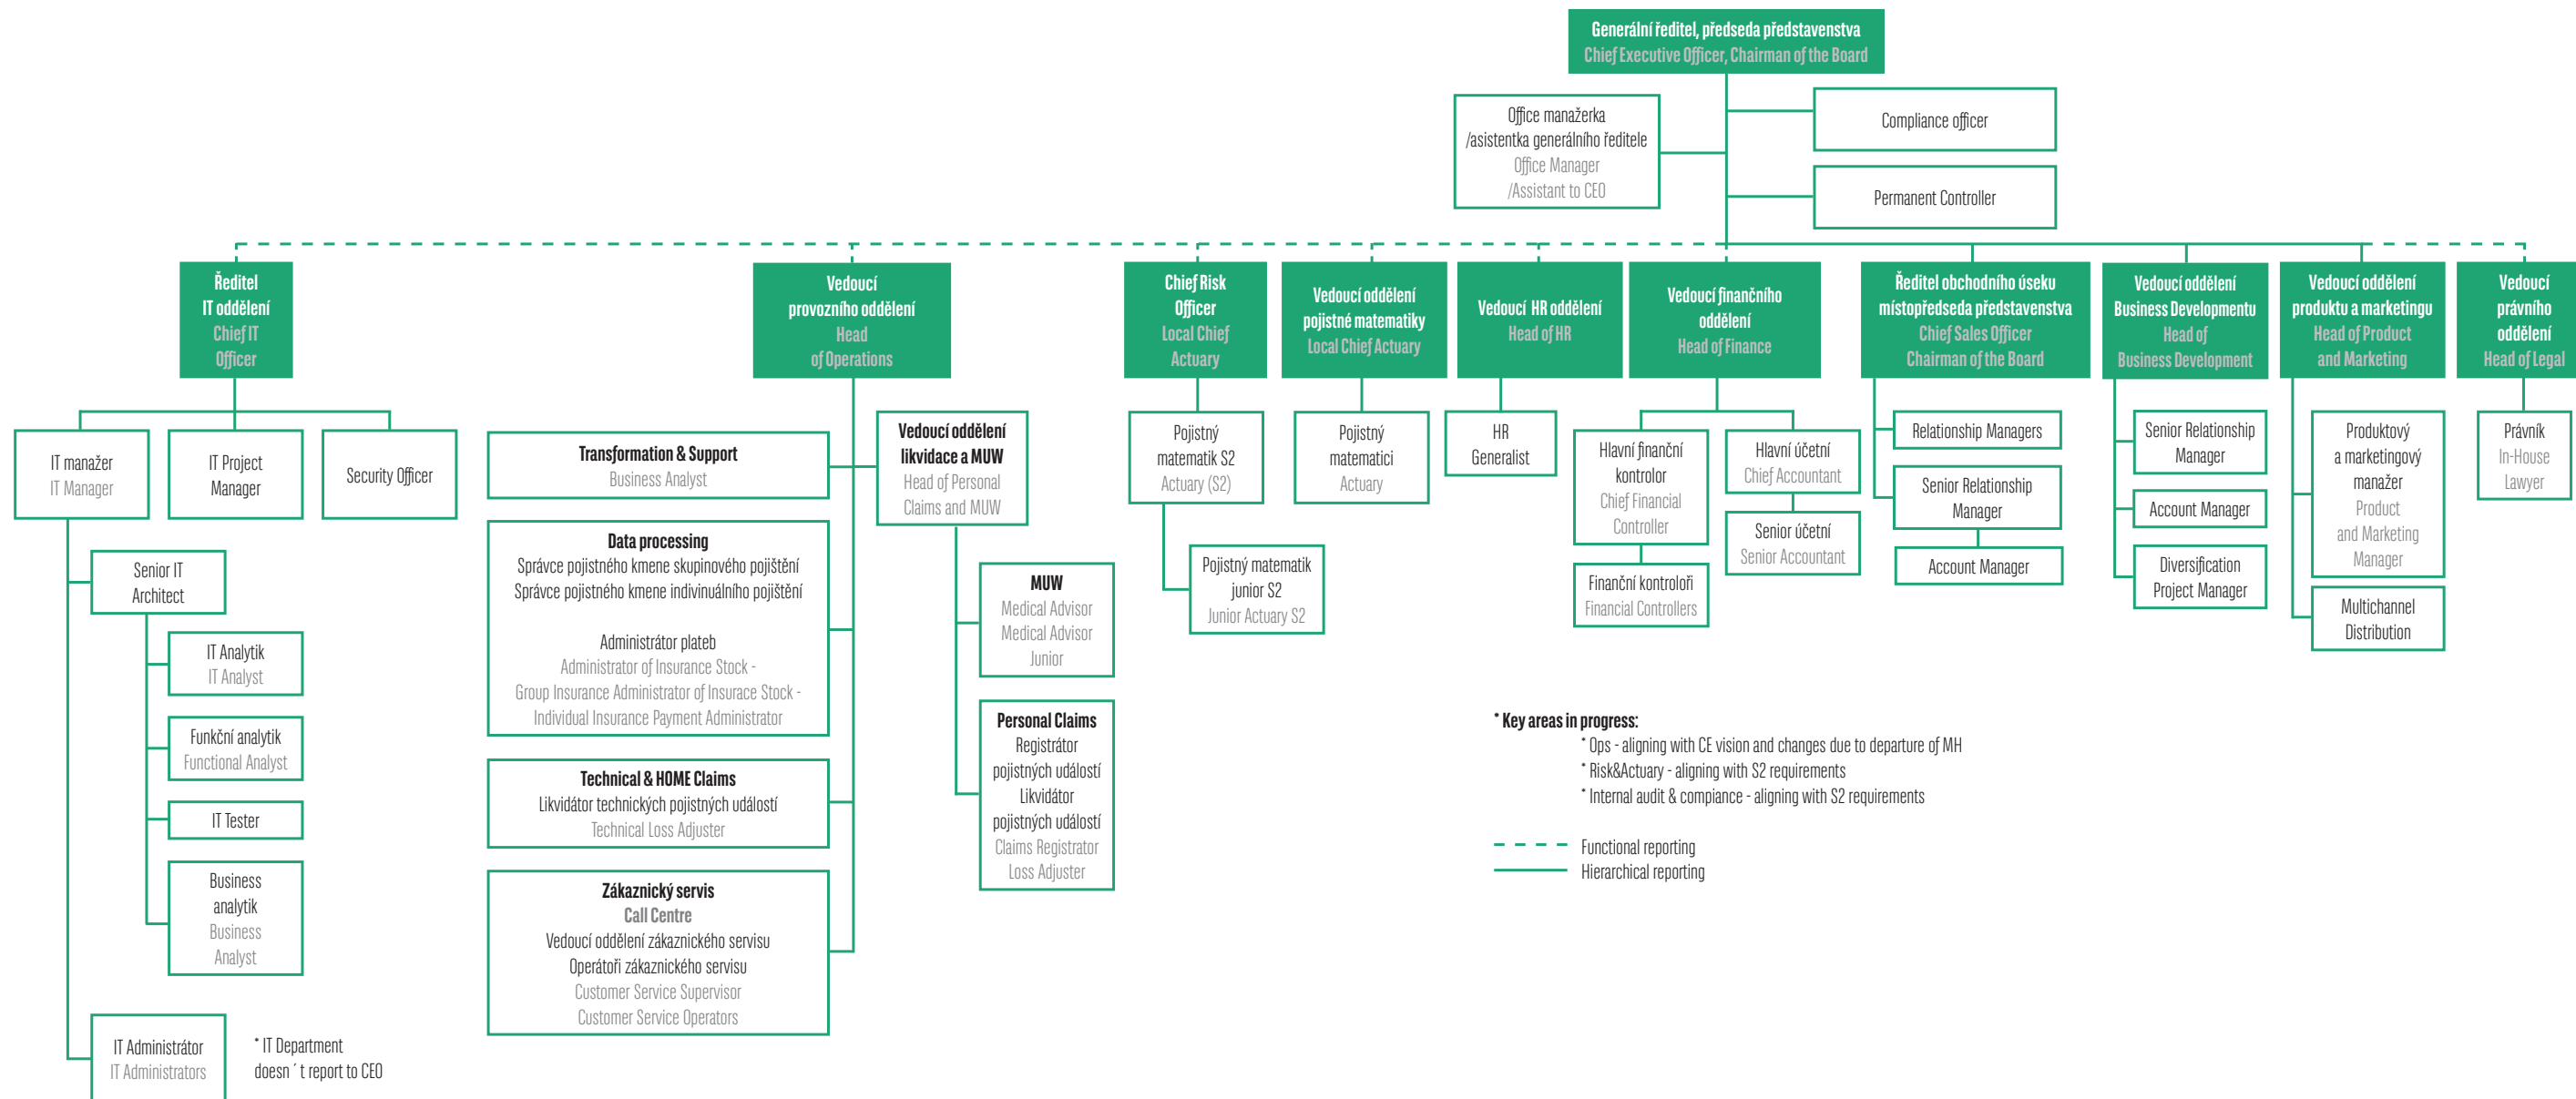 Generální ředitel, předseda představenstva
Chief Executive Officer, Chairman of the Board
Office manažerka
/asistentka generálního ředitele
Office Manager
/Assistant to CEO
Compliance officer
Permanent Controller
Ředitel
IT oddělení
Chief IT
Officer
Vedoucí
provozního oddělení
Head
of Operations
Chief Risk
Officer
Local Chief
Actuary
Vedoucí oddělení
pojistné matematiky
Local Chief Actuary
Vedoucí HR oddělení
Head of HR
Vedoucí finančního
oddělení
Head of Finance
Ředitel obchodního úseku
místopředseda představenstva
Chief Sales Officer
Chairman of the Board
Vedoucí oddělení
Business Developmentu
Head of
Business Development
Vedoucí oddělení
produktu a marketingu
Head of Product
and Marketing
Vedoucí
právního
oddělení
Head of Legal
IT manažer
IT Manager
IT Project
Manager
Security Officer
Senior IT
Architect
IT Analytik
IT Analyst
Funkční analytik
Functional Analyst
IT Tester
Business
analytik
Business
Analyst
IT Administrátor
IT Administrators
* IT Department
doesn ´ t report to CEO
Transformation & Support
Business Analyst
Data processing
Správce pojistného kmene skupinového pojištění
Správce pojistného kmene indivinuálního pojištění
Administrátor plateb
Administrator of Insurance Stock -
Group Insurance Administrator of Insurace Stock -
Individual Insurance Payment Administrator
Technical & HOME Claims
Likvidátor technických pojistných událostí
Technical Loss Adjuster
Zákaznický servis
Call Centre
Vedoucí oddělení zákaznického servisu
Operátoři zákaznického servisu
Customer Service Supervisor
Customer Service Operators
Vedoucí oddělení
likvidace a MUW
Head of Personal
Claims and MUW
MUW
Medical Advisor
Medical Advisor
Junior
Personal Claims
Registrátor
pojistných událostí
Likvidátor
pojistných událostí
Claims Registrator
Loss Adjuster
Pojistný
matematik S2
Actuary (S2)
Pojistný matematik
junior S2
Junior Actuary S2
Pojistný
matematici
Actuary
HR
Generalist
Hlavní finanční
kontrolor
Chief Financial
Controller
Finanční kontroloři
Financial Controllers
Hlavní účetní
Chief Accountant
Senior účetní
Senior Accountant
Relationship Managers
Senior Relationship
Manager
Account Manager
Senior Relationship
Manager
Account Manager
Diversification
Project Manager
Produktový
a marketingový
manažer
Product
and Marketing
Manager
Multichannel
Distribution
Právník
In-House
Lawyer
* Key areas in progress:
* Ops - aligning with CE vision and changes due to departure of MH
* Risk&Actuary - aligning with S2 requirements
* Internal audit & compiance - aligning with S2 requirements
Functional reporting
Hierarchical reporting